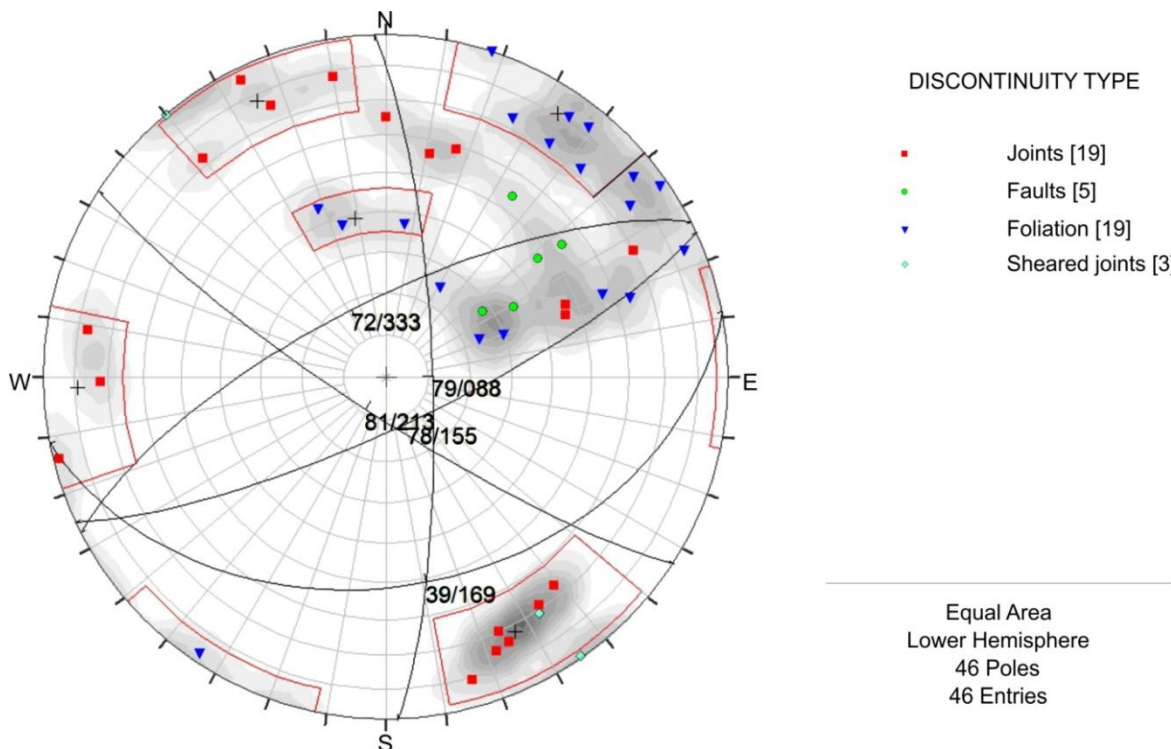 N
DISCONTINUITY TYPE
Joints [19]
Faults [5]
Foliation [19]
Sheared joints [3]
72/333
W
E
79/088
81/213
78/155
39/169
S
Equal Area
Lower Hemisphere
46 Poles
46 Entries